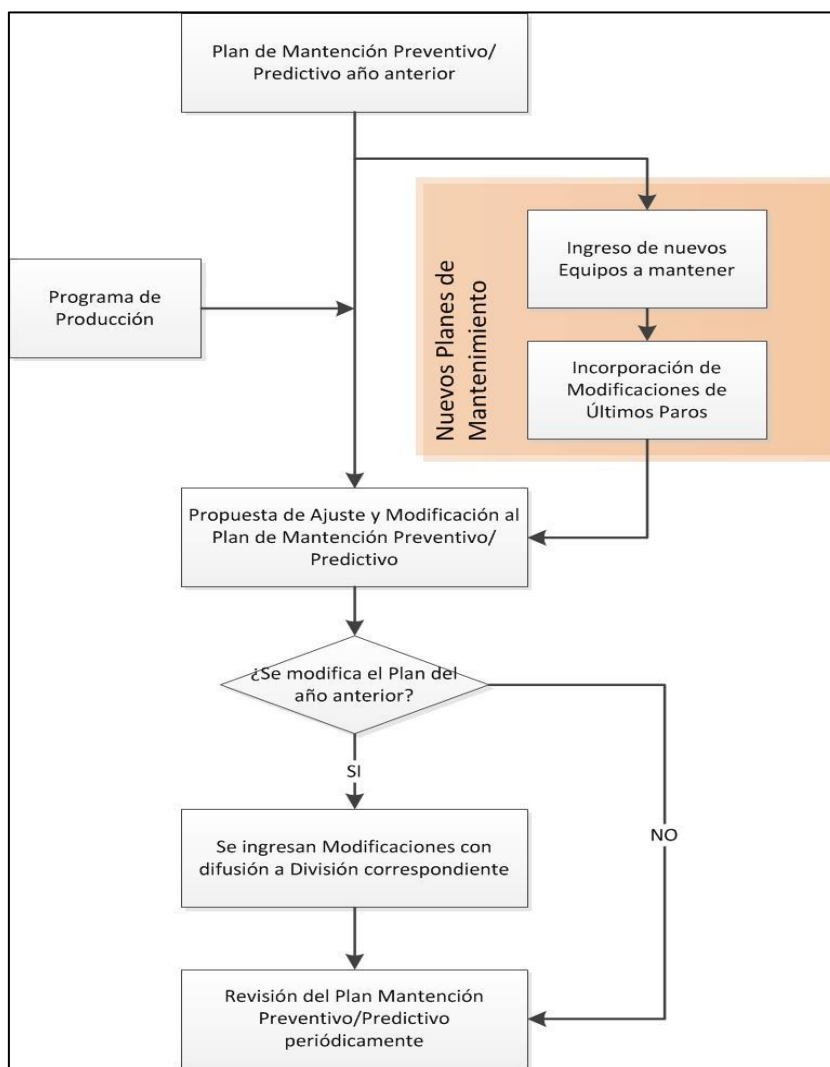 Plan de Mantención Preventivo/
Predictivo año anterior
Ingreso de nuevos
Equipos a mantener
Programa de
Producción
Nuevos Planes de
Mantenimiento
Incorporación de
Modificaciones de
Últimos Paros
Propuesta de Ajuste y Modificación al
Plan de Mantención Preventivo/
Predictivo
¿Se modifica el Plan del
año anterior?
SI
NO
Se ingresan Modificaciones con
difusión a División correspondiente
Revisión del Plan Mantención
Preventivo/Predictivo
periódicamente